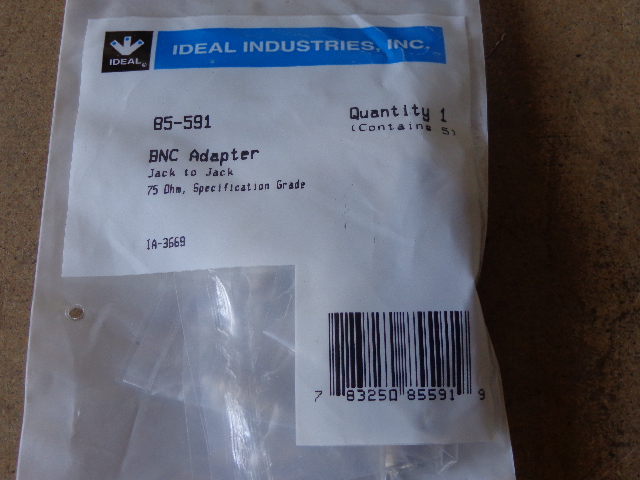 IDEAL
IDEAL INDUSTRIES, INC.
85-591
Quantity 1
(Contains 5)
BNC Adapter
Jack to Jack
75 Ohm, Specification Grade
IA-3669
7 83250 85591 9